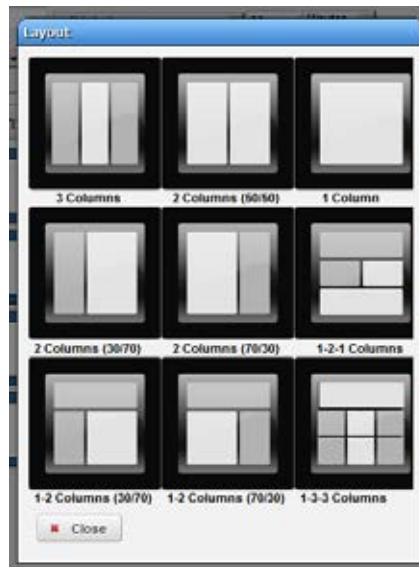 Layout
3 Columns
2 Columns (50/50)
1 Column
2 Columns (30/70)
2 Columns (70/30)
1-2-1 Columns
1-2 Columns (30/70)
1-2 Columns (70/30)
1-3-3 Columns
Close